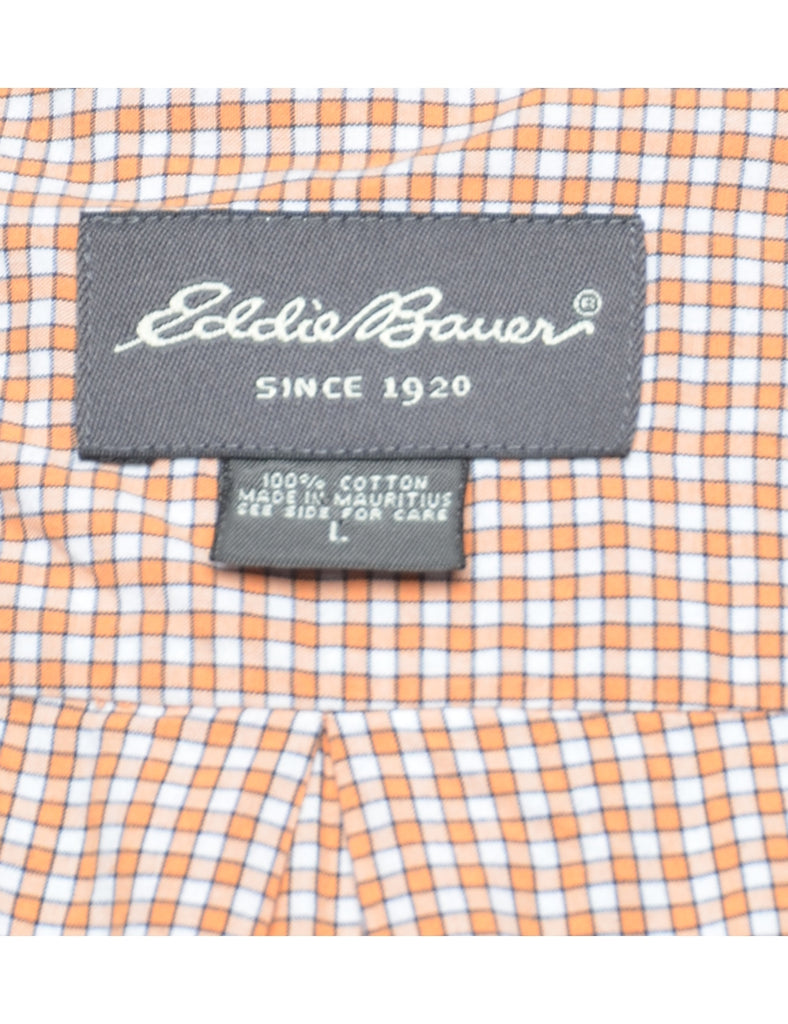 Eddie Bauer®
SINCE 1920
100% COTTON
MADE IN MAURITIUS
SEE SIDE FOR CARE
L